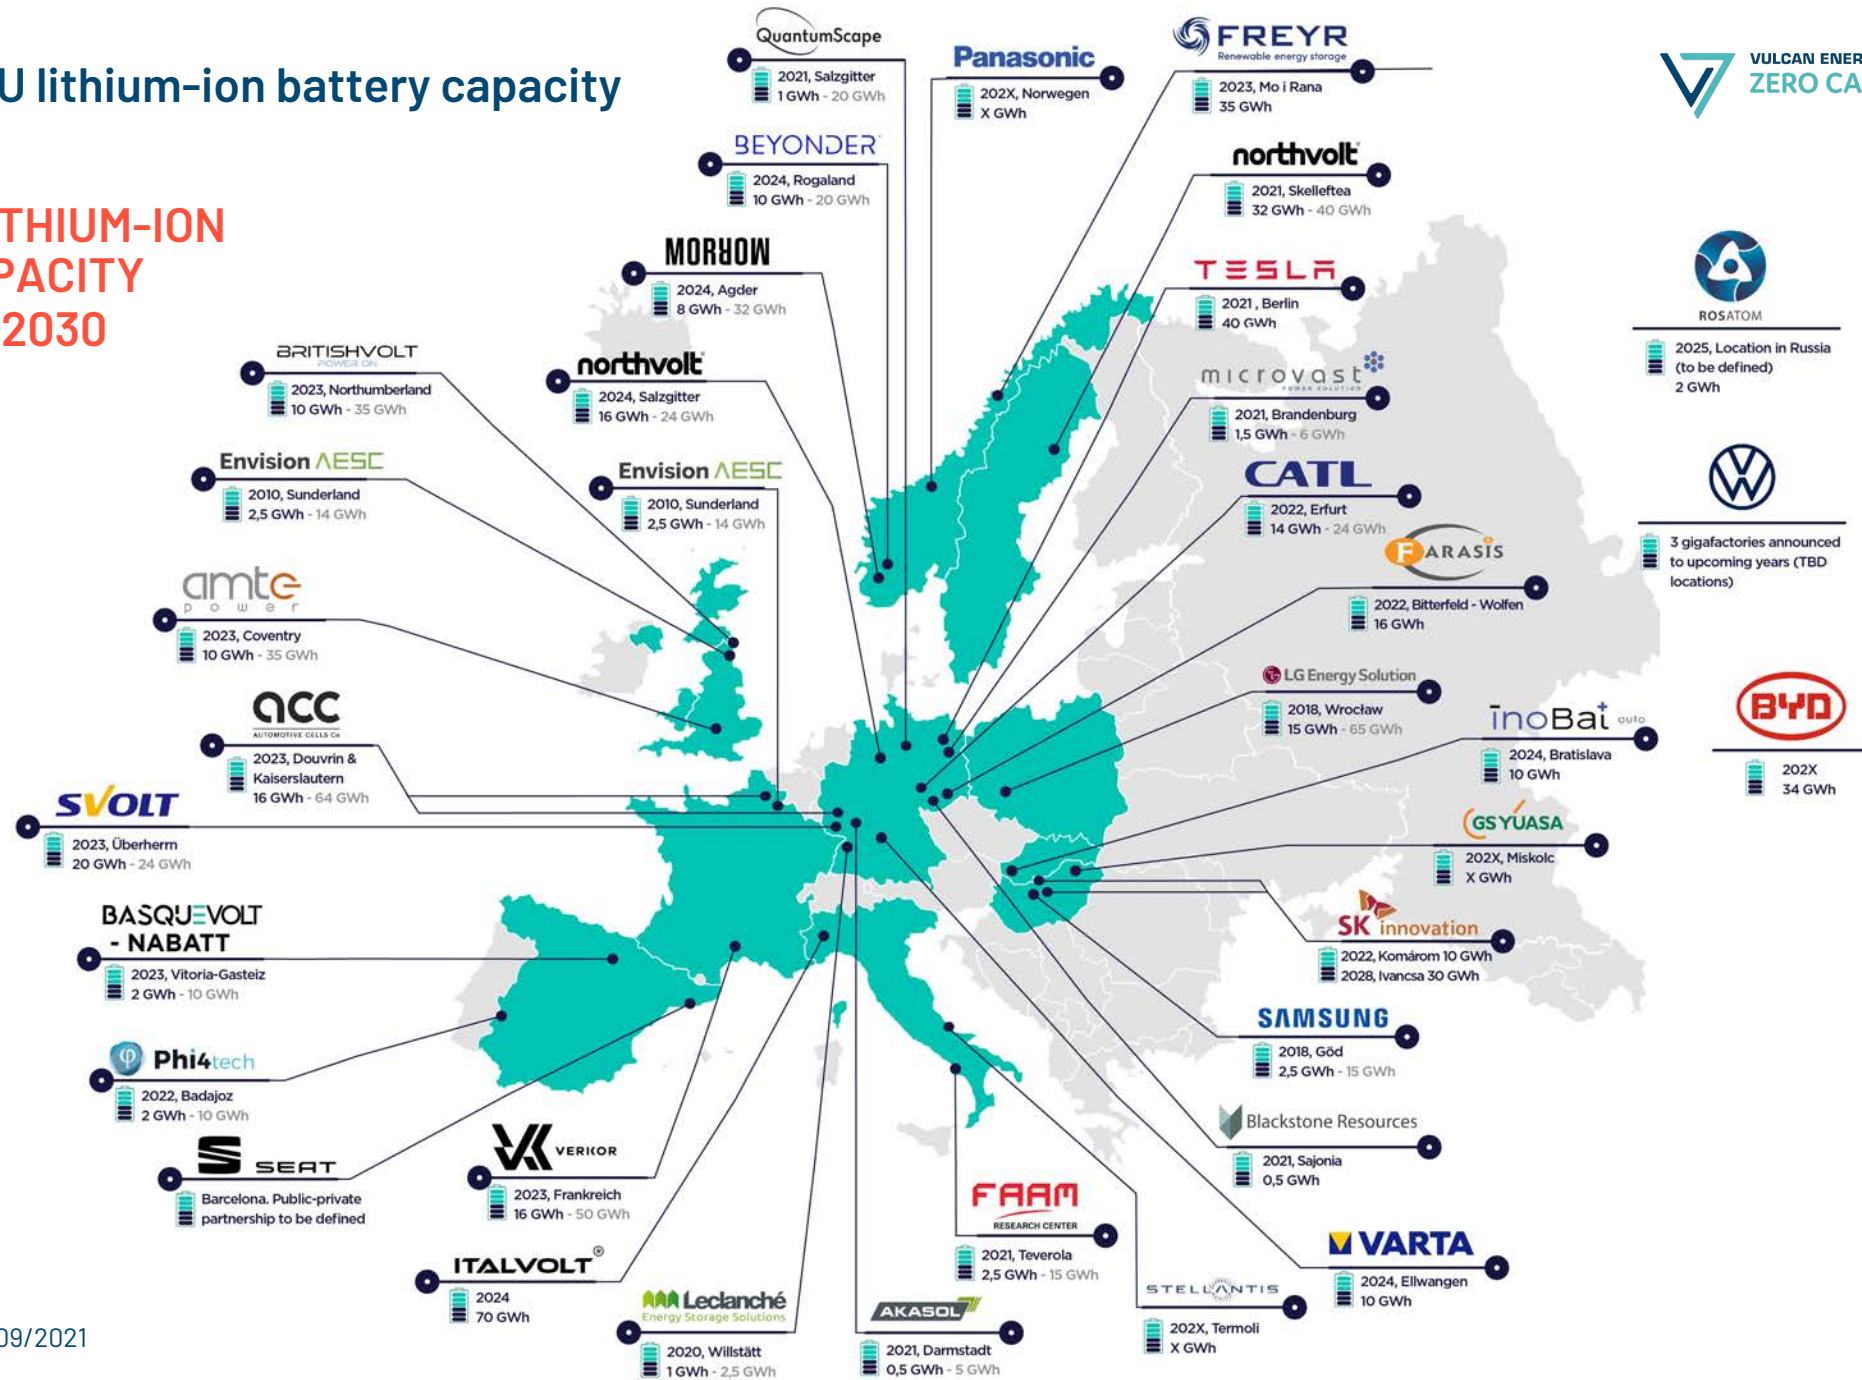 U lithium-ion battery capacity
THIUM-ION
PACITY
2030
QuantumScape
2021, Salzgitter
1 GWh - 20 GWh
Panasonic
202X, Norwegen
X GWh
FREYR
Renewable energy storage
2023, Mo i Rana
35 GWh
VULCAN ENER
ZERO CA
BEYONDER
2024, Rogaland
10 GWh - 20 GWh
northvolt
2021, Skelleftea
32 GWh - 40 GWh
MORROW
2024, Agder
8 GWh - 32 GWh
TESLA
2021 , Berlin
40 GWh
ROSATOM
2025, Location in Russia
(to be defined)
2 GWh
BRITISHVOLT
POWER ON
2023, Northumberland
10 GWh - 35 GWh
northvolt
2024, Salzgitter
16 GWh - 24 GWh
microvast
POWER SOLUTION
2021, Brandenburg
1,5 GWh - 6 GWh
Envision AESC
2010, Sunderland
2,5 GWh - 14 GWh
Envision AESC
2010, Sunderland
2,5 GWh - 14 GWh
CATL
2022, Erfurt
14 GWh - 24 GWh
3 gigafactories announced
to upcoming years (TBD
locations)
FARASIS
2022, Bitterfeld - Wolfen
16 GWh
amte
power
2023, Coventry
10 GWh - 35 GWh
LG Energy Solution
2018, Wrocław
15 GWh - 65 GWh
inoBat auto
2024, Bratislava
10 GWh
BYD
202X
34 GWh
acc
AUTOMOTIVE CELLS Co
2023, Douvrin &
Kaiserslautern
16 GWh - 64 GWh
SVOLT
2023, Überherrn
20 GWh - 24 GWh
GS YUASA
202X, Miskolc
X GWh
BASQUEVOLT
- NABATT
2023, Vitoria-Gasteiz
2 GWh - 10 GWh
SK innovation
2022, Komárom 10 GWh
2028, Ivancsa 30 GWh
SAMSUNG
2018, Göd
2,5 GWh - 15 GWh
Phi4tech
2022, Badajoz
2 GWh - 10 GWh
Blackstone Resources
2021, Sajonia
0,5 GWh
SEAT
Barcelona. Public-private
partnership to be defined
VERKOR
2023, Frankreich
16 GWh - 50 GWh
FAAM
RESEARCH CENTER
2021, Teverola
2,5 GWh - 15 GWh
VARTA
2024, Ellwangen
10 GWh
ITALVOLT®
2024
70 GWh
Leclanché
Energy Storage Solutions
2020, Willstätt
1 GWh - 2,5 GWh
AKASOL
2021, Darmstadt
0,5 GWh - 5 GWh
STELLANTIS
202X, Termoli
X GWh
09/2021